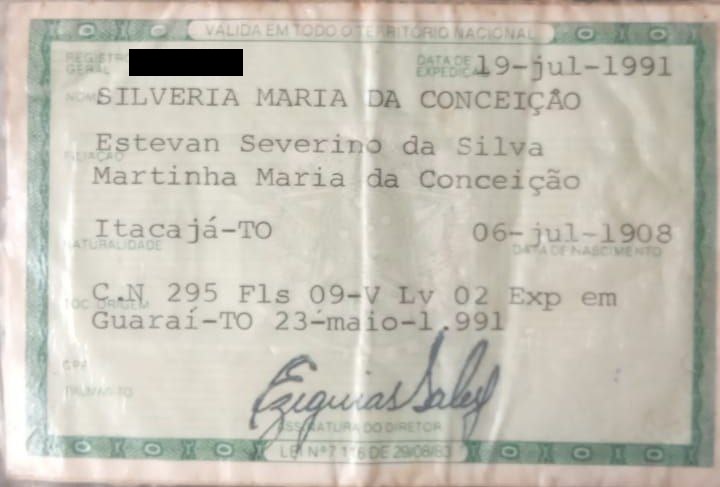 VÁLIDA EM TODO O TERRITÓRIO NACIONAL
REGISTRO GERAL DATA DE EXPEDIÇÃO 19-jul-1991
NOME SILVERIA MARIA DA CONCEIÇÃO
FILIAÇÃO Estevan Severino da Silva
Martinha Maria da Conceição
Itacajá-TO 06-jul-1908
NATURALIDADE DATA DE NASCIMENTO
DOC. ORIGEM C.N 295 Fls 09-V Lv 02 Exp em
Guaraí-TO 23-maio-1.991
CPF
PALMAS-TO
ASSINATURA DO DIRETOR
LEI Nº 7.116 DE 29/08/83